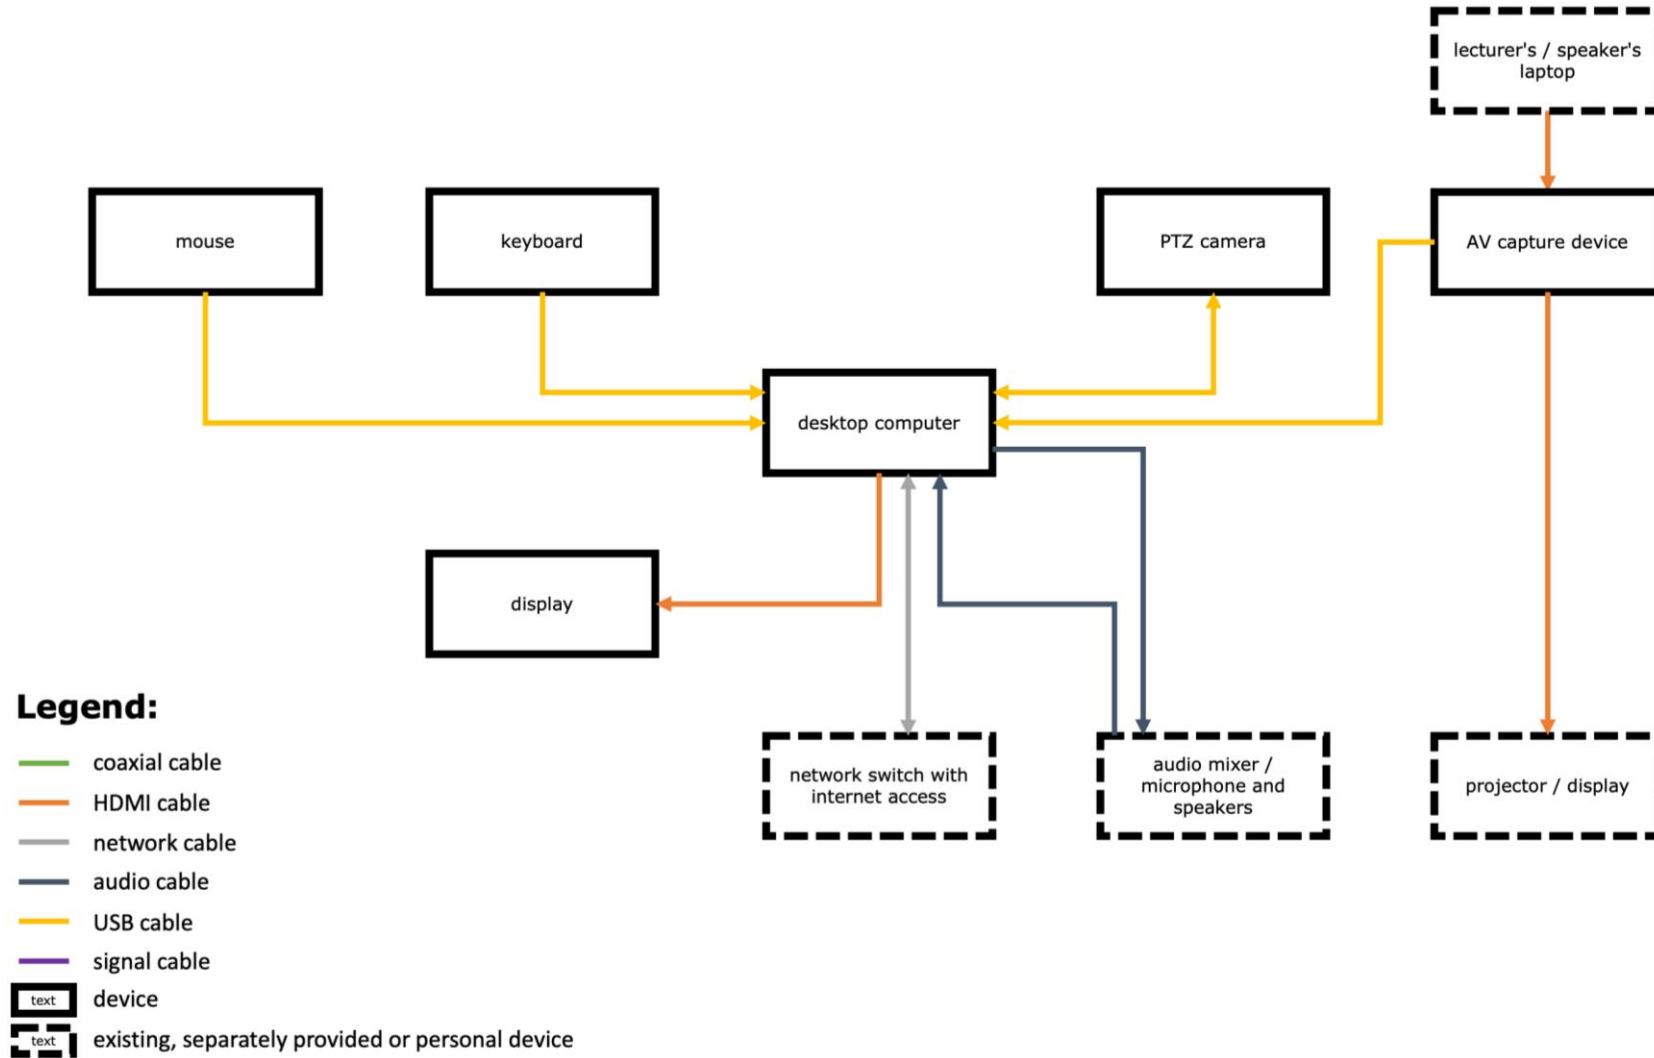 lecturer's / speaker's
laptop
mouse
keyboard
PTZ camera
AV capture device
desktop computer
display
network switch with
internet access
audio mixer /
microphone and
speakers
projector / display
Legend:
coaxial cable
HDMI cable
network cable
audio cable
USB cable
signal cable
text device
text existing, separately provided or personal device